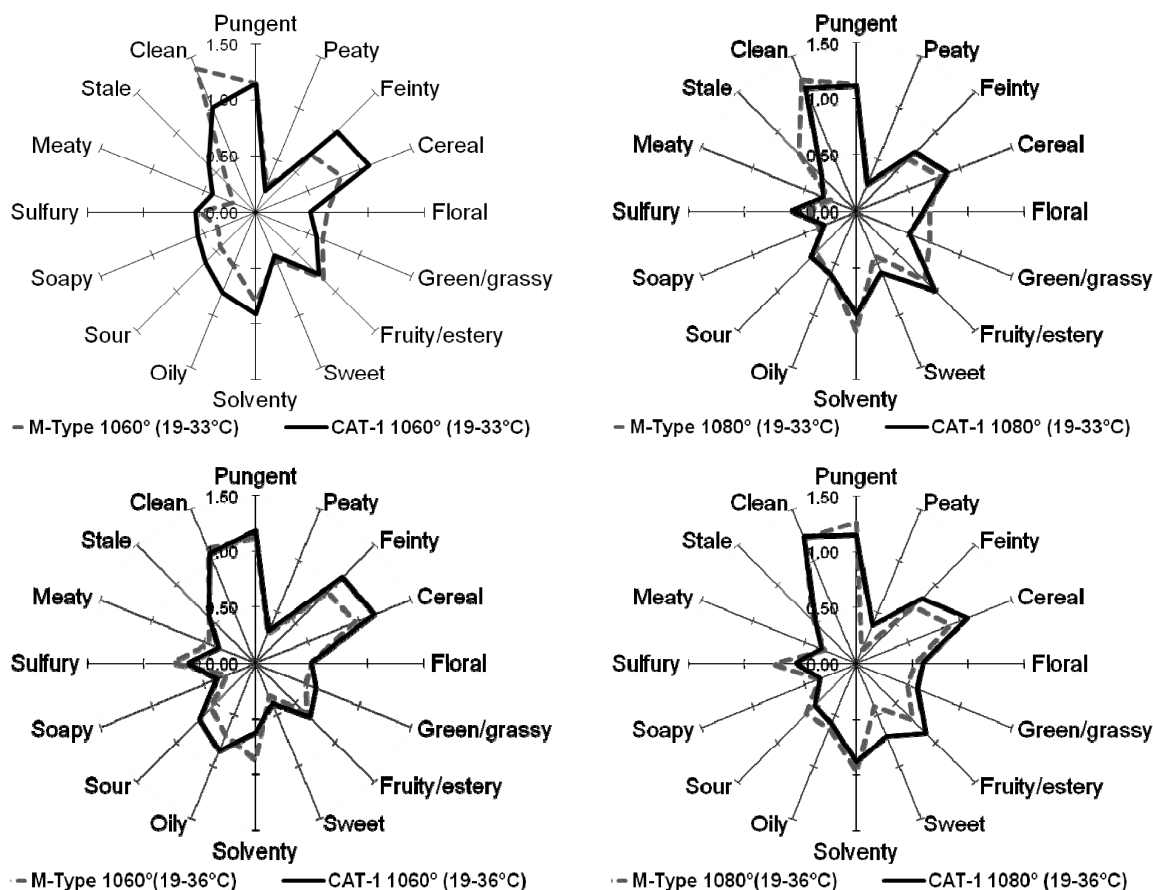 Pungent
1.50
Clean
Peaty
Stale
Feinty
1.00
Meaty
Cereal
0.50
Sulfury
0.00
Floral
Soapy
Green/grassy
Sour
Fruity/estery
Oily
Sweet
Solventy
M-Type 1060° (19-33°C) CAT-1 1060° (19-33°C)
Pungent
1.50
Clean
Peaty
Stale
Feinty
1.00
Meaty
Cereal
0.50
Sulfury
0.00
Floral
Soapy
Green/grassy
Sour
Fruity/estery
Oily
Sweet
Solventy
M-Type 1080° (19-33°C) CAT-1 1080° (19-33°C)
Pungent
1.50
Clean
Peaty
Stale
Feinty
1.00
Meaty
Cereal
0.50
Sulfury
0.00
Floral
Soapy
Green/grassy
Sour
Fruity/estery
Oily
Sweet
Solventy
M-Type 1060°(19-36°C) CAT-1 1060° (19-36°C)
Pungent
1.50
Clean
Peaty
Stale
Feinty
1.00
Meaty
Cereal
0.50
Sulfury
0.00
Floral
Soapy
Green/grassy
Sour
Fruity/estery
Oily
Sweet
Solventy
M-Type 1080° (19-36°C) CAT-1 1080° (19-36°C)